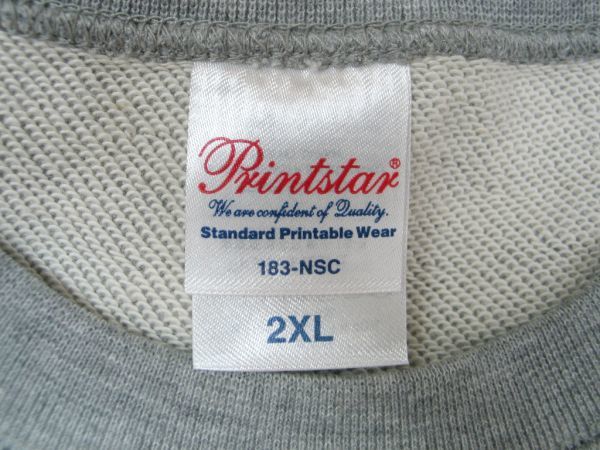 Printstar®
We are confident of Quality.
Standard Printable Wear
183-NSC
2XL